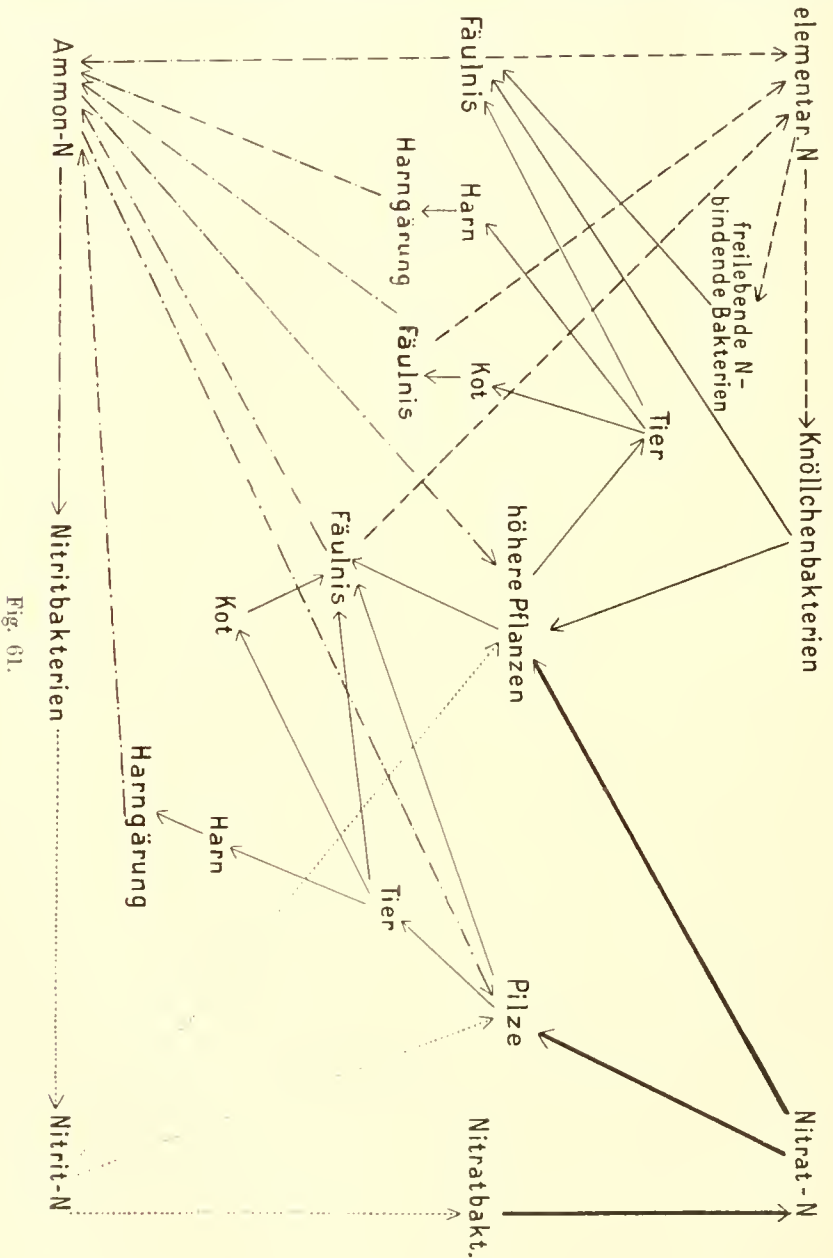 elementar. N
Knöllchenbakterien
Nitrat-N
freilebende N-
bindende Bakterien
Tier
Fäulnis
Harn
Harngärung
Kot
Fäulnis
höhere Pflanzen
Pilze
Nitratbakt.
Fäulnis
Kot
Tier
Harn
Harngärung
Ammon-N
Nitritbakterien
Nitrit-N
Fig. 61.